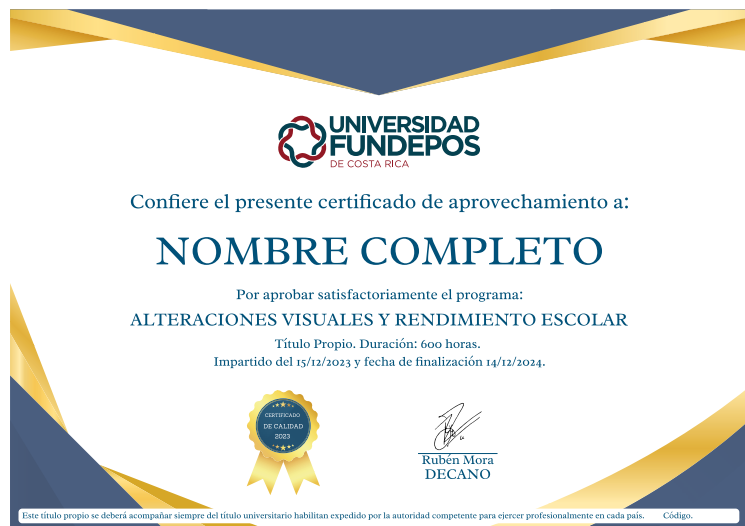 UNIVERSIDAD
FUNDEPOS
DE COSTA RICA
Confiere el presente certificado de aprovechamiento a:
NOMBRE COMPLETO
Por aprobar satisfactoriamente el programa:
ALTERACIONES VISUALES Y RENDIMIENTO ESCOLAR
Título Propio. Duración: 600 horas.
Impartido del 15/12/2023 y fecha de finalización 14/12/2024.
CERTIFICADO
DE CALIDAD
2023
Rubén Mora
DECANO
Este título propio se deberá acompañar siempre del título universitario habilitan expedido por la autoridad competente para ejercer profesionalmente en cada país. Código.